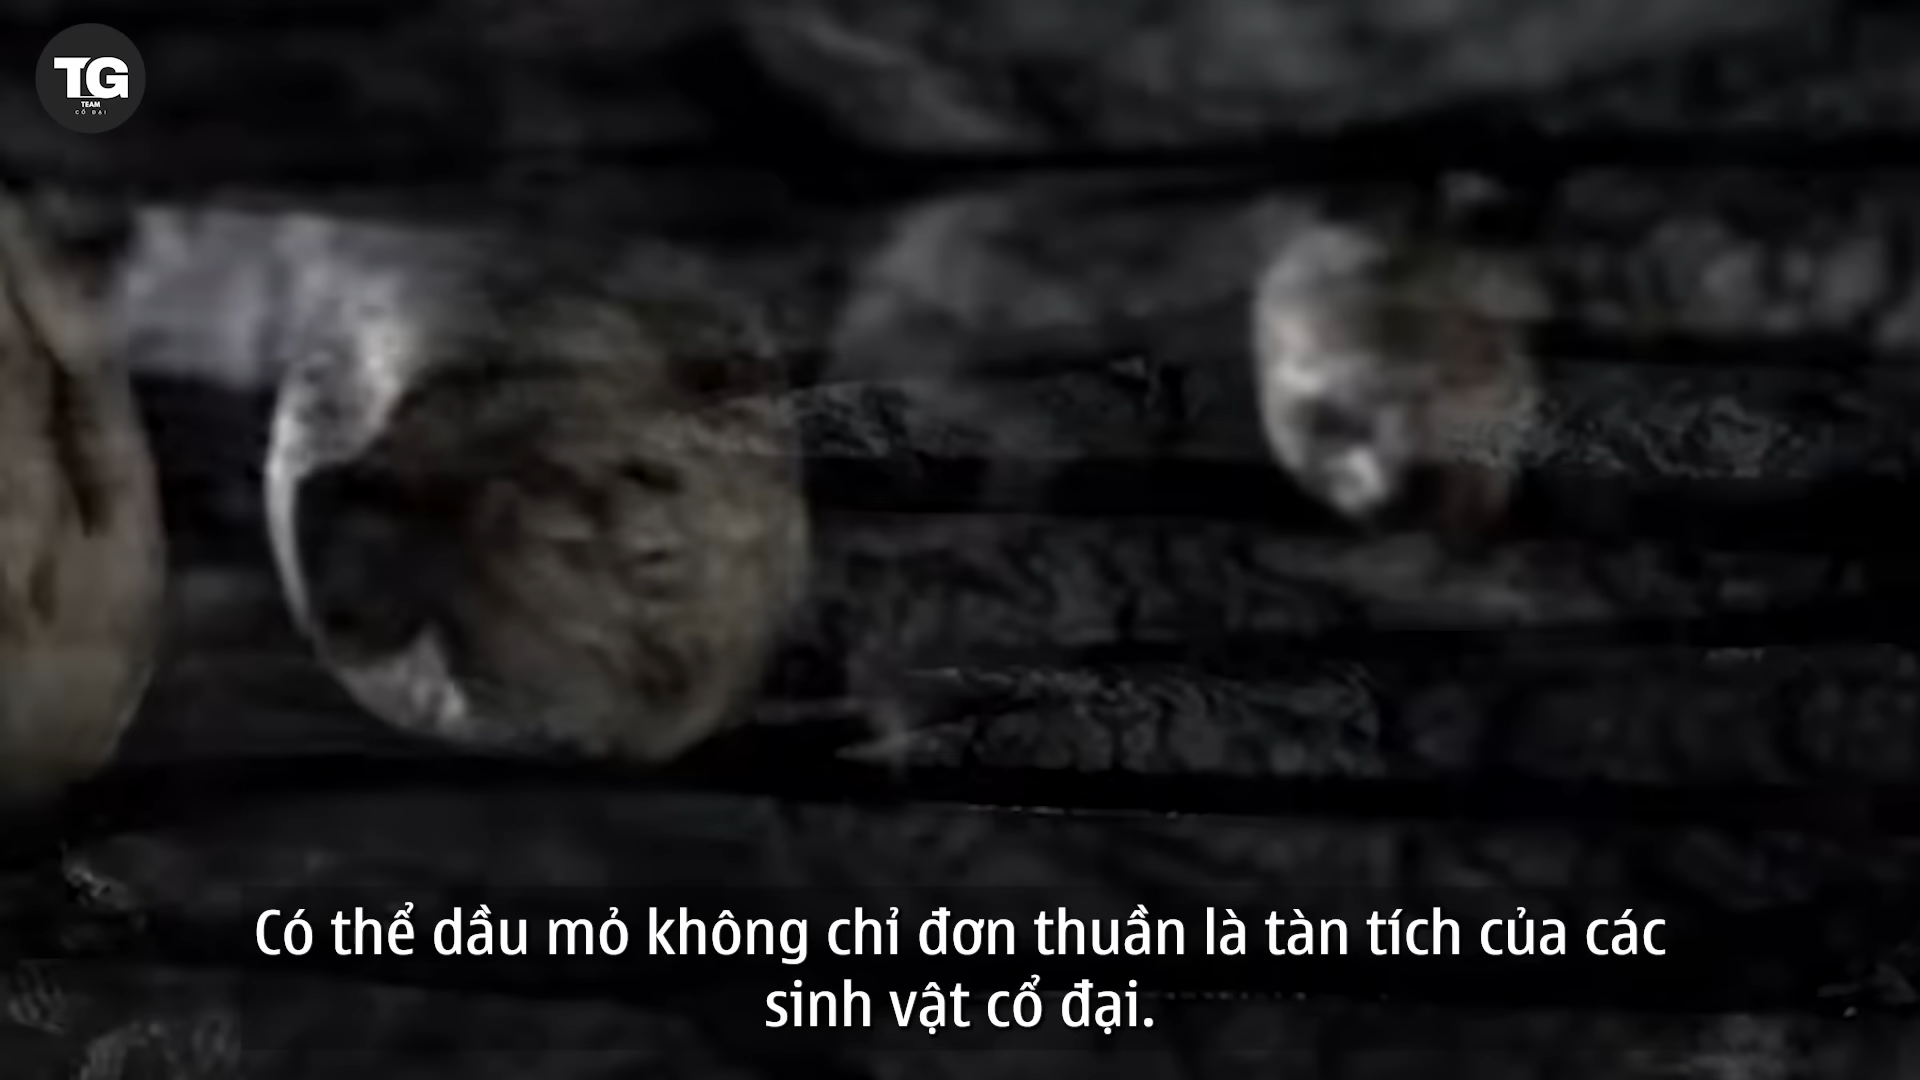 TG
TEAM
CỔ ĐẠI
Có thể dầu mỏ không chỉ đơn thuần là tàn tích của các
sinh vật cổ đại.